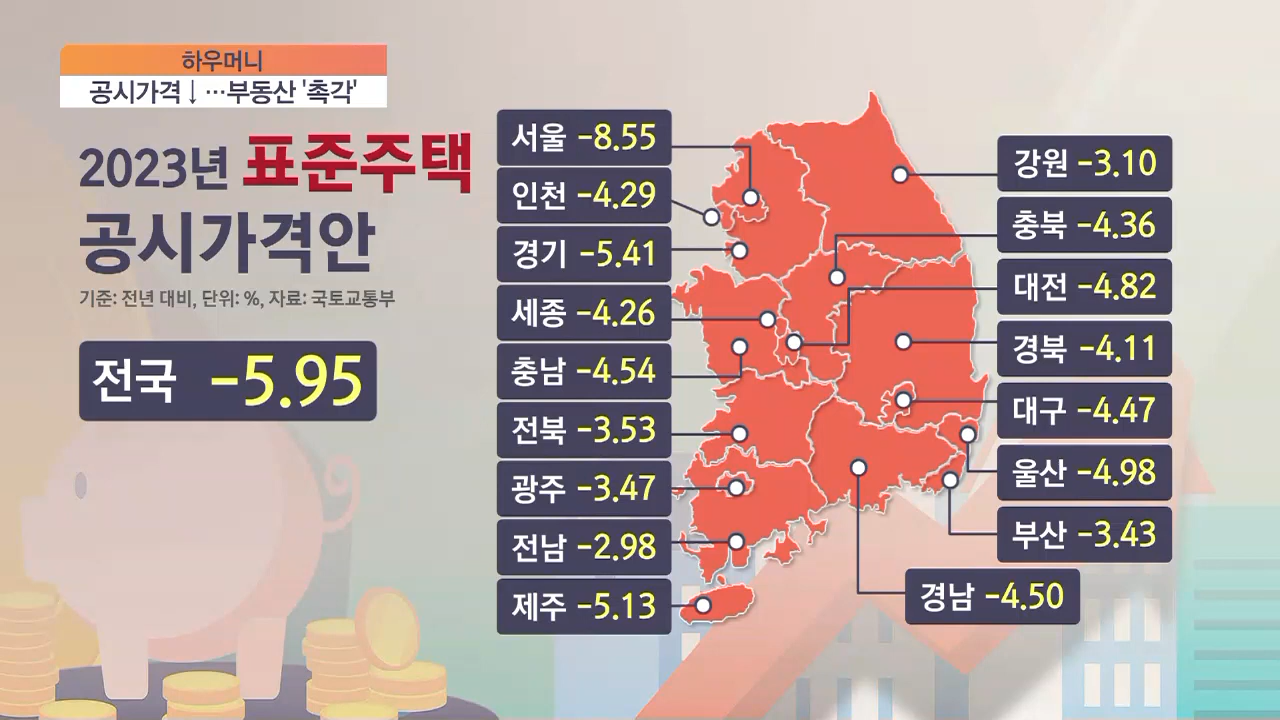 하우머니
공시가격↓…부동산 '촉각'
2023년 표준주택
공시가격안
기준: 전년 대비, 단위: %, 자료: 국토교통부
전국 -5.95
서울 -8.55
인천 -4.29
경기 -5.41
세종 -4.26
충남 -4.54
전북 -3.53
광주 -3.47
전남 -2.98
제주 -5.13
강원 -3.10
충북 -4.36
대전 -4.82
경북 -4.11
대구 -4.47
울산 -4.98
부산 -3.43
경남 -4.50